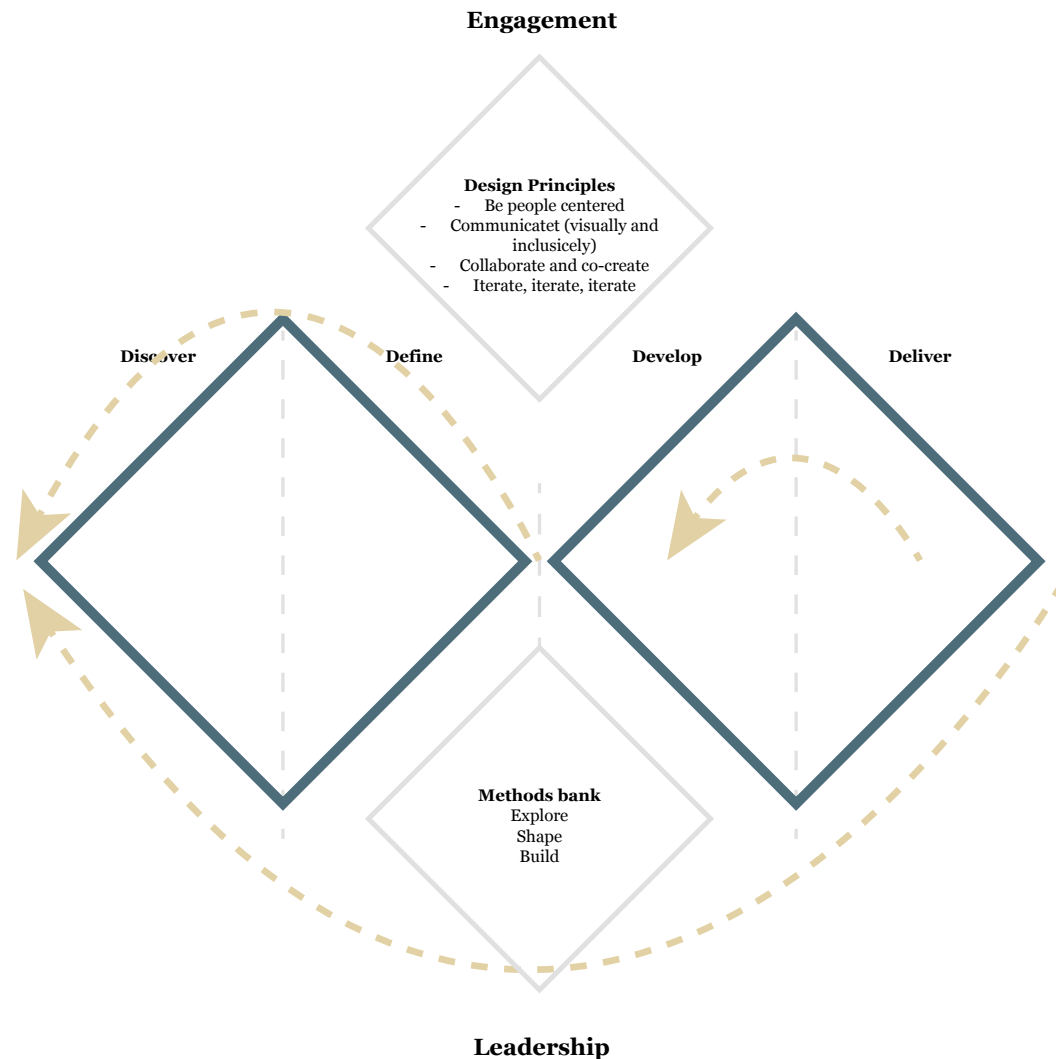 Engagement
Design Principles
- Be people centered
- Communicatet (visually and
inclusicely)
- Collaborate and co-create
- Iterate, iterate, iterate
Discover
Define
Develop
Deliver
Methods bank
Explore
Shape
Build
Leadership